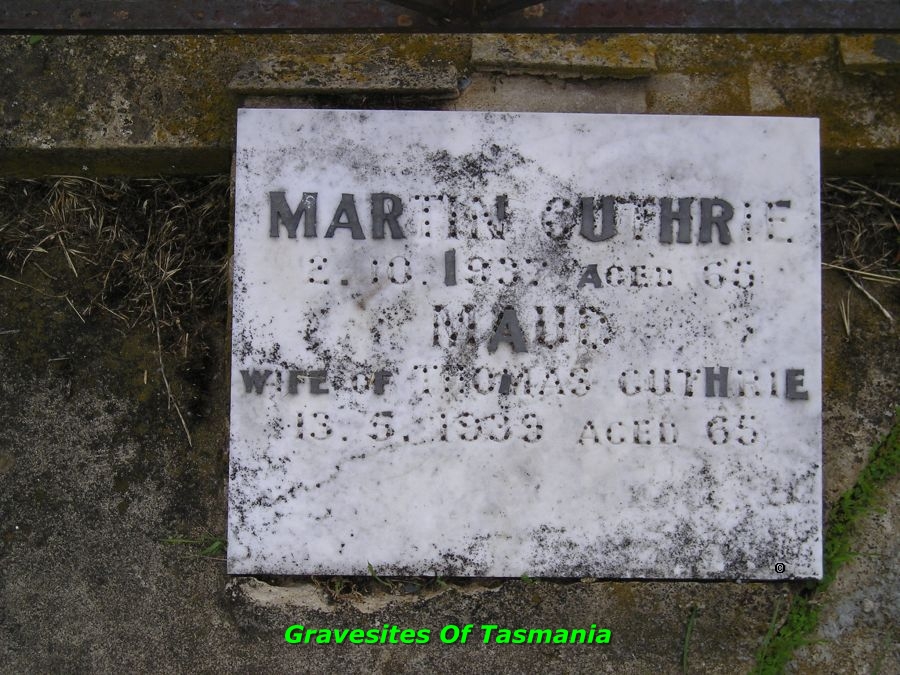 MARTIN GUTHRIE
2.10.1937 AGED 65
MAUD
WIFE OF THOMAS GUTHRIE
13.5.1938 AGED 65
Gravesites Of Tasmania